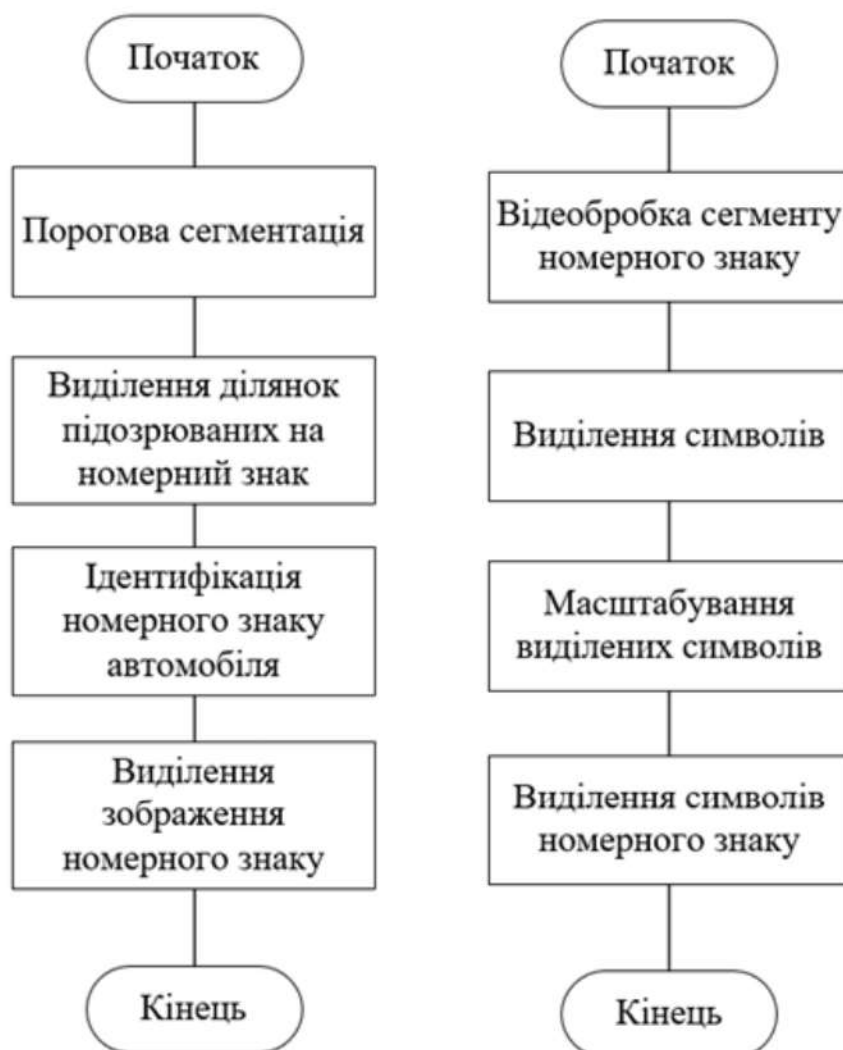 Початок
Порогова сегментація
Виділення ділянок
підозрюваних на
номерний знак
Ідентифікація
номерного знаку
автомобіля
Виділення
зображення
номерного знаку
Кінець
Початок
Відеобробка сегменту
номерного знаку
Виділення символів
Масштабування
виділених символів
Виділення символів
номерного знаку
Кінець